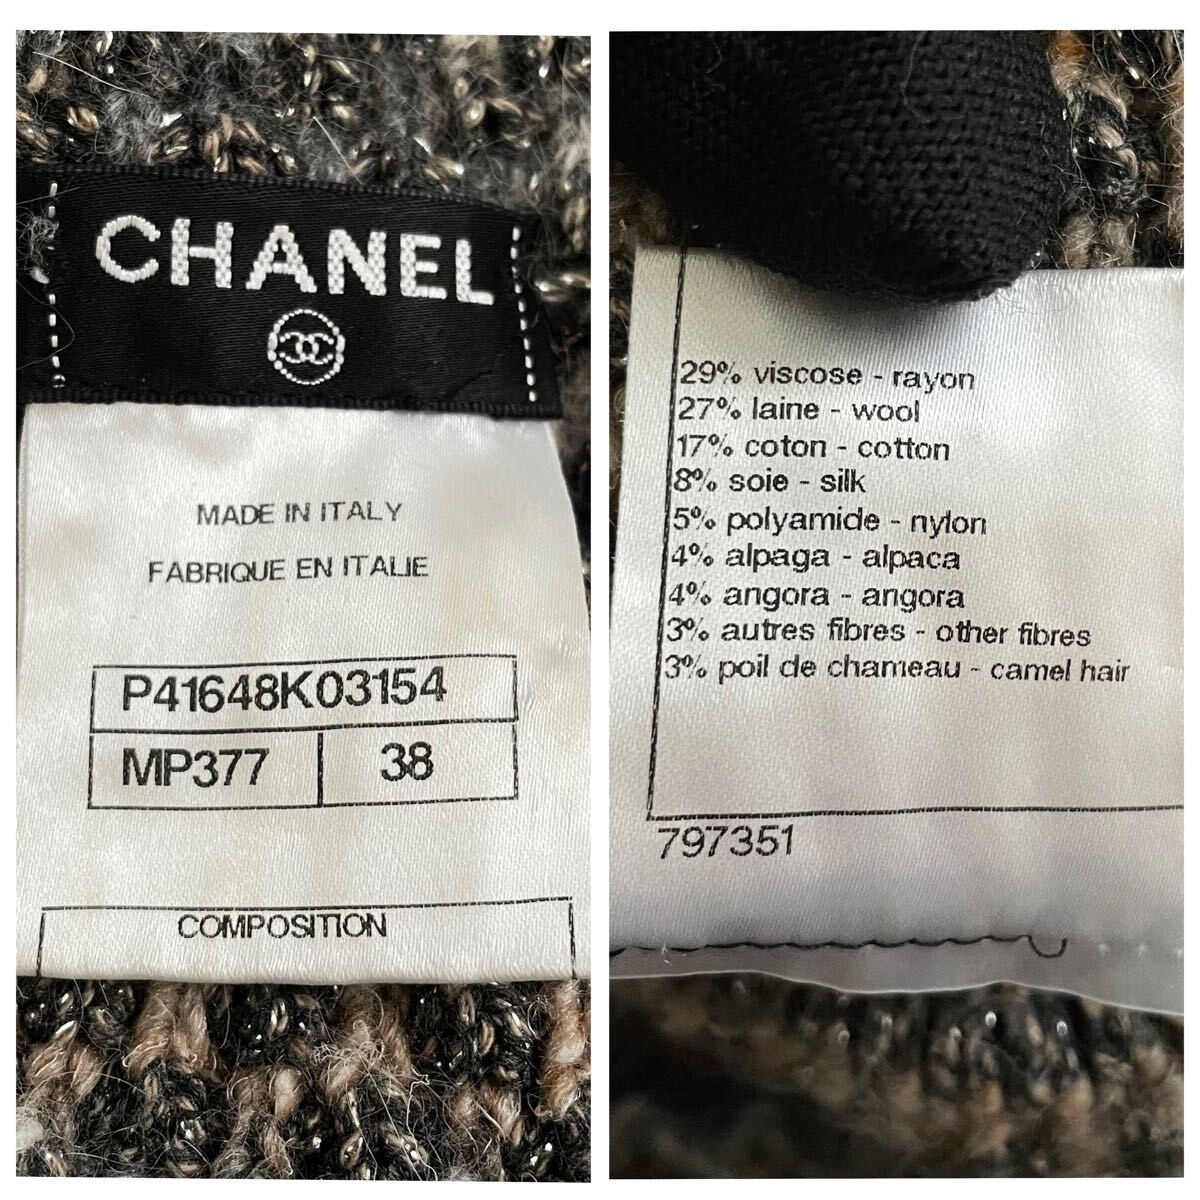 CHANEL
MADE IN ITALY
FABRIQUE EN ITALIE
P41648K03154
MP377 38
COMPOSITION
29% viscose - rayon
27% laine - wool
17% coton - cotton
8% soie - silk
5% polyamide - nylon
4% alpaga - alpaca
4% angora - angora
3% autres fibres - other fibres
3% poil de chameau - camel hair
797351